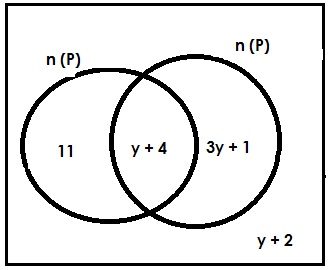 n (P)
n (P)
11
y + 4
3y + 1
y + 2